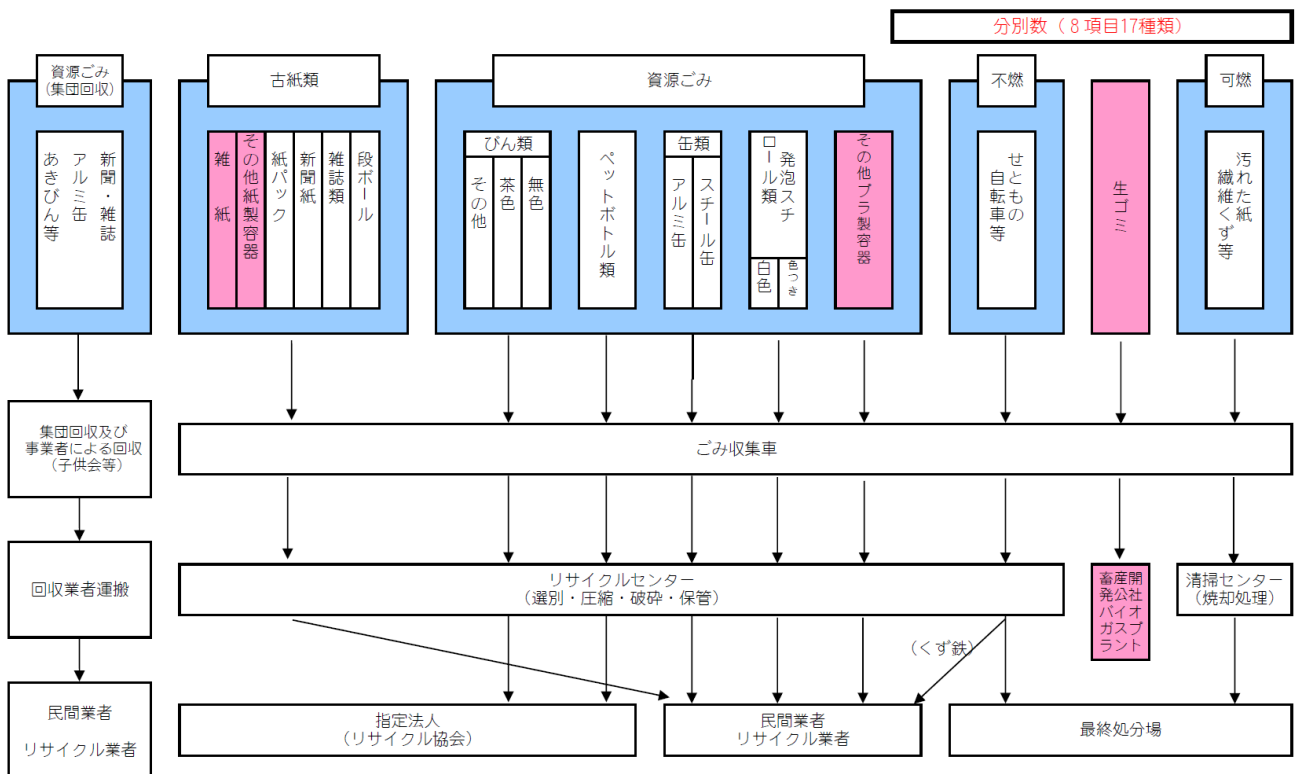 分別数（８項目17種類）
資源ごみ
（集団回収）
新聞・雑誌
アルミ缶
あきびん等
古紙類
雑紙
その他紙製容器
紙パック
新聞紙
雑誌類
段ボール
資源ごみ
びん類
その他
茶色
無色
ペットボトル類
缶類
アルミ缶
スチール缶
発泡スチ
ロール類
白色
色つき
その他プラ製容器
不燃
せともの
自転車等
生ゴミ
可燃
汚れた紙
繊維くず等
集団回収及び
事業者による回収
（子供会等）
ごみ収集車
回収業者運搬
リサイクルセンター
（選別・圧縮・破砕・保管）
畜産開
発公社
バイオ
ガスプ
ラント
清掃センター
（焼却処理）
（くず鉄）
民間業者
リサイクル業者
指定法人
（リサイクル協会）
民間業者
リサイクル業者
最終処分場